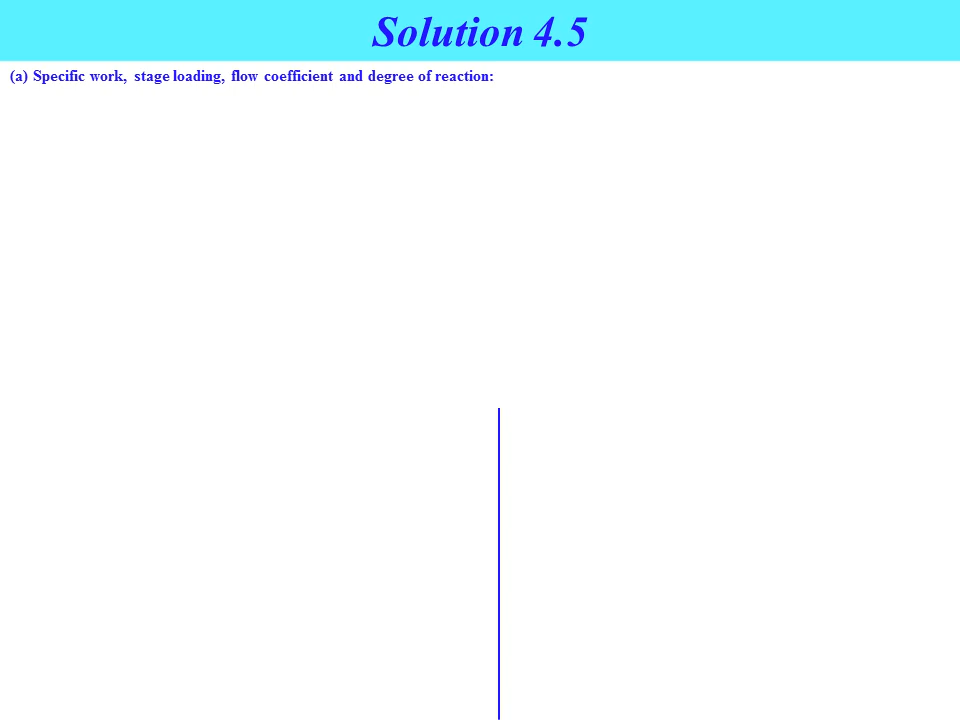 Solution 4.5
(a) Specific work, stage loading, flow coefficient and degree of reaction: